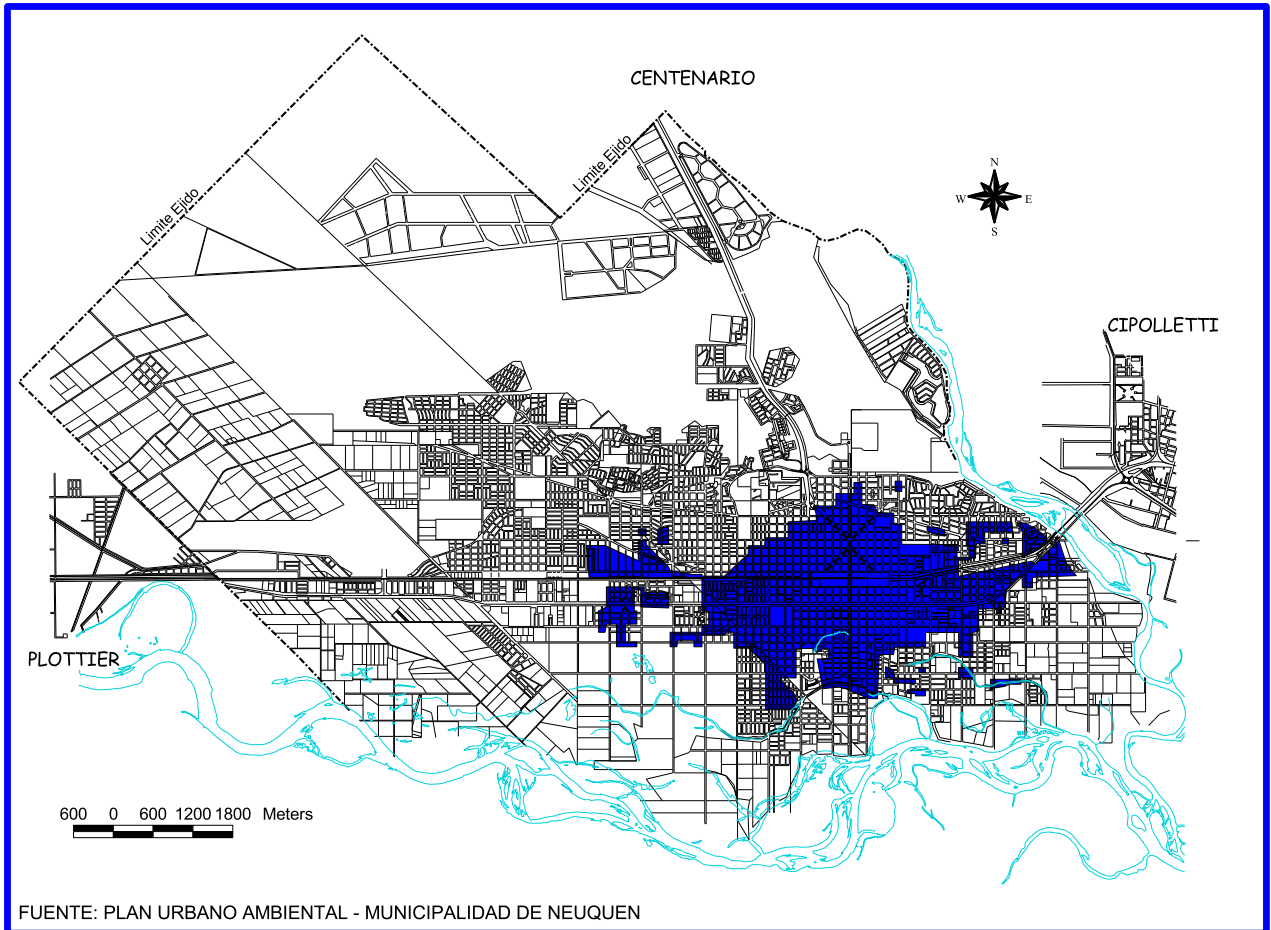 CENTENARIO
Limite Ejido
Limite Ejido
N
W E
S
CIPOLLETTI
PLOTTIER
600 0 600 1200 1800 Meters
FUENTE: PLAN URBANO AMBIENTAL - MUNICIPALIDAD DE NEUQUEN